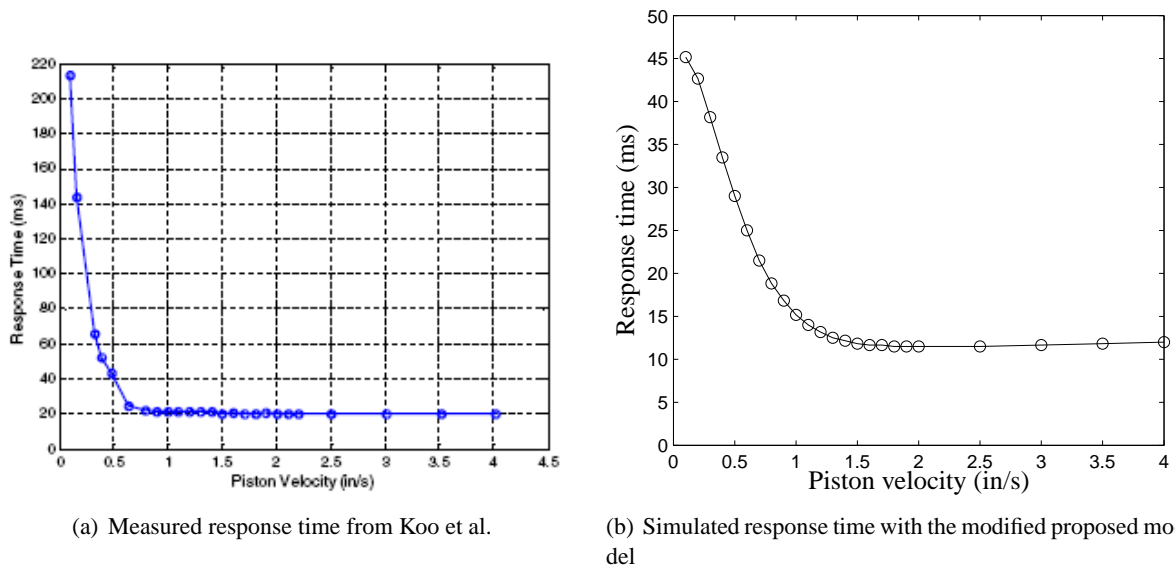 220
200
180
160
140
120
100
80
60
40
20
0
Response Time (ms)
0 0.5 1 1.5 2 2.5 3 3.5 4 4.5
Piston Velocity (in/s)
(a) Measured response time from Koo et al.
50
45
40
35
30
25
20
15
10
5
0
Response time (ms)
0 0.5 1 1.5 2 2.5 3 3.5 4
Piston velocity (in/s)
(b) Simulated response time with the modified proposed mo
del